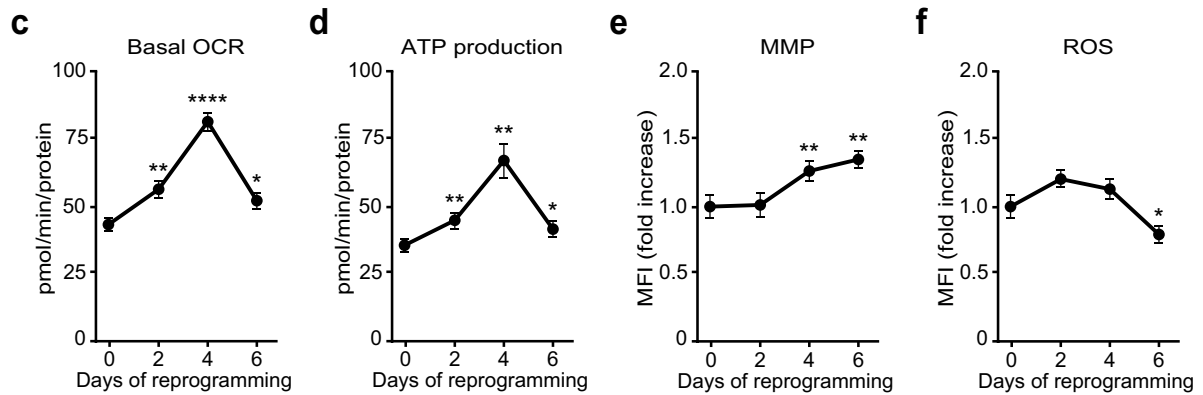 c
Basal OCR
pmol/min/protein
100
75
50
25
0
**
****
*
0 2 4 6
Days of reprogramming
d
ATP production
pmol/min/protein
100
75
50
25
0
**
**
*
0 2 4 6
Days of reprogramming
e
MMP
MFI (fold increase)
2.0
1.5
1.0
0.5
0
**
**
0 2 4 6
Days of reprogramming
f
ROS
MFI (fold increase)
2.0
1.5
1.0
0.5
0
*
0 2 4 6
Days of reprogramming